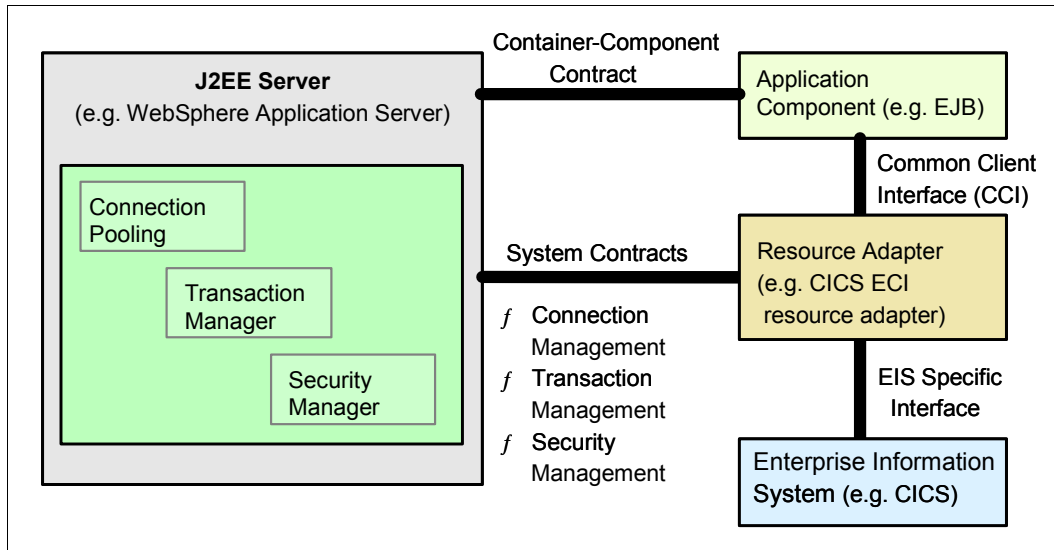 J2EE Server
(e.g. WebSphere Application Server)
Connection
Pooling
Transaction
Manager
Security
Manager
Container-Component
Contract
System Contracts
ƒ Connection
Management
ƒ Transaction
Management
ƒ Security
Management
Application
Component (e.g. EJB)
Common Client
Interface (CCI)
Resource Adapter
(e.g. CICS ECI
resource adapter)
EIS Specific
Interface
Enterprise Information
System (e.g. CICS)